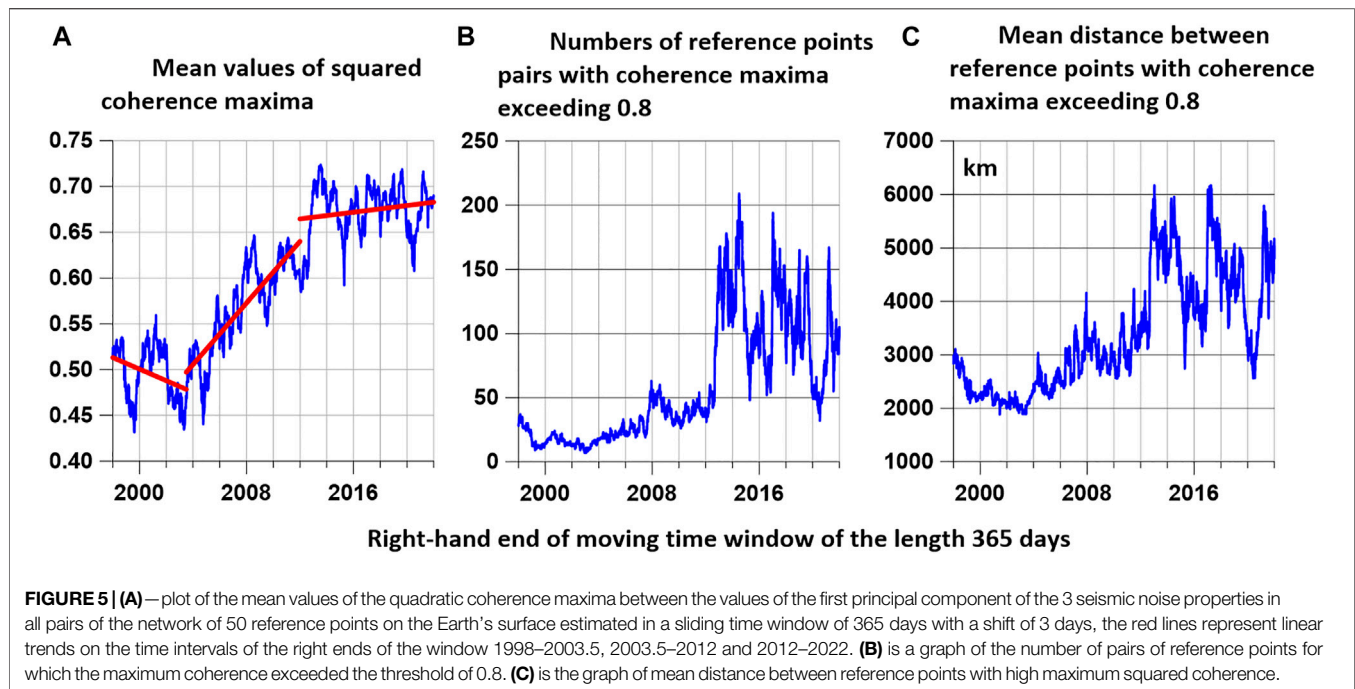 A
Mean values of squared
coherence maxima
0.75
0.70
0.65
0.60
0.55
0.50
0.45
0.40
2000 2008 2016
B
Numbers of reference points
pairs with coherence maxima
exceeding 0.8
250
200
150
100
50
0
2000 2008 2016
C
Mean distance between
reference points with coherence
maxima exceeding 0.8
7000
km
6000
5000
4000
3000
2000
1000
2000 2008 2016
Right-hand end of moving time window of the length 365 days
FIGURE 5 | (A)—plot of the mean values of the quadratic coherence maxima between the values of the first principal component of the 3 seismic noise properties in
all pairs of the network of 50 reference points on the Earth's surface estimated in a sliding time window of 365 days with a shift of 3 days, the red lines represent linear
trends on the time intervals of the right ends of the window 1998–2003.5, 2003.5–2012 and 2012–2022. (B) is a graph of the number of pairs of reference points for
which the maximum coherence exceeded the threshold of 0.8. (C) is the graph of mean distance between reference points with high maximum squared coherence.